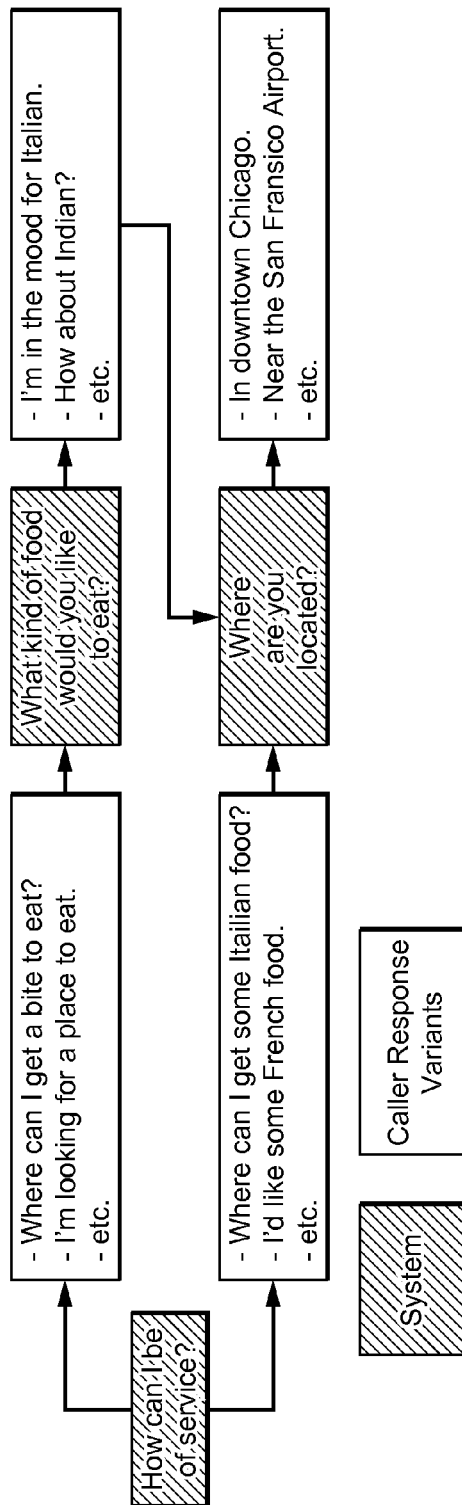 How can I be
of service?
- Where can I get a bite to eat?
- I'm looking for a place to eat.
- etc.
What kind of food
would you like
to eat?
- I'm in the mood for Italian.
- How about Indian?
- etc.
- Where can I get some Itailian food?
- I'd like some French food.
- etc.
Where
are you
located?
- In downtown Chicago.
- Near the San Fransico Airport.
- etc.
System
Caller Response
Variants